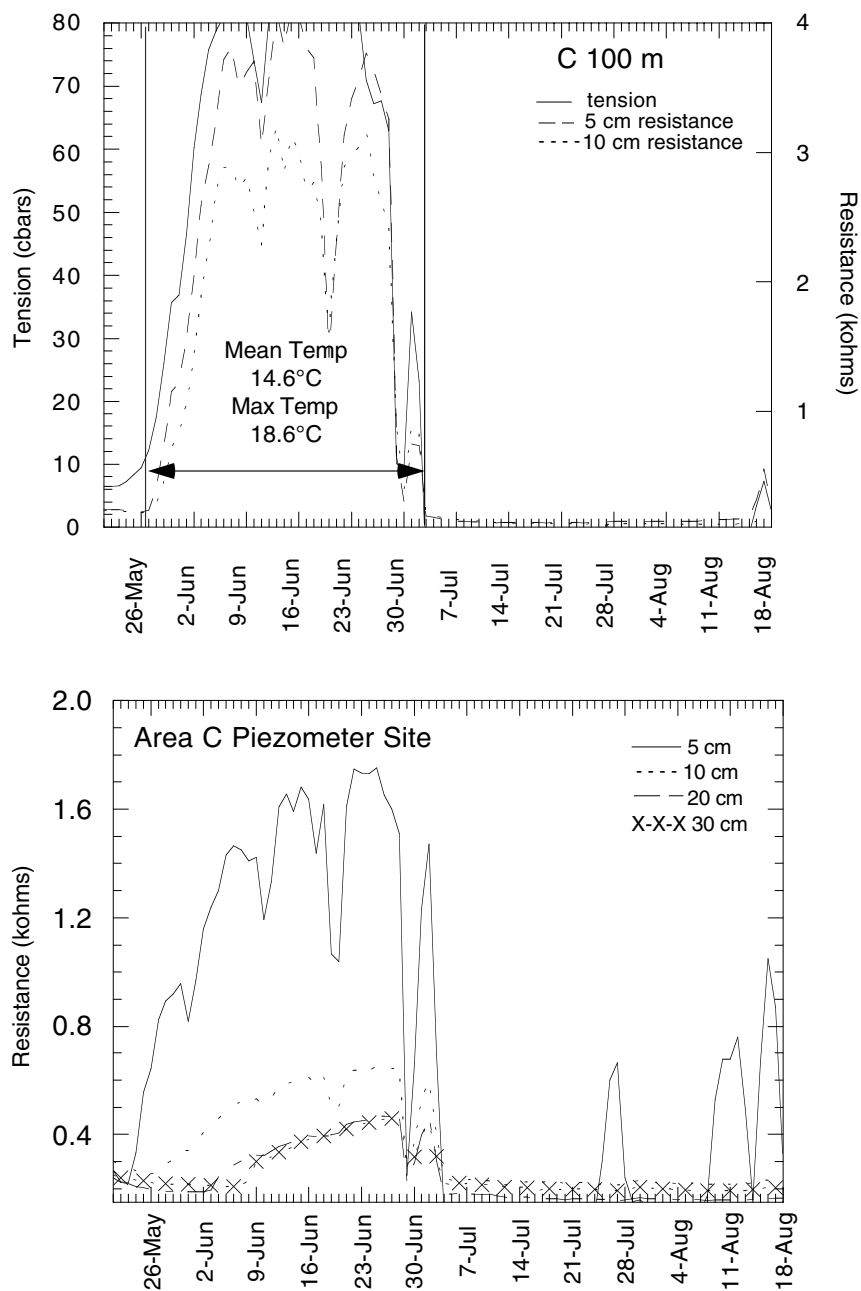 80
70
60
50
40
30
20
10
0
Tension (cbars)
C 100 m
tension
5 cm resistance
10 cm resistance
Mean Temp
14.6°C
Max Temp
18.6°C
4
3
2
1
Resistance (kohms)
26-May
2-Jun
9-Jun
16-Jun
23-Jun
30-Jun
7-Jul
14-Jul
21-Jul
28-Jul
4-Aug
11-Aug
18-Aug
2.0
1.6
1.2
0.8
0.4
Resistance (kohms)
Area C Piezometer Site
5 cm
10 cm
20 cm
X-X-X 30 cm
26-May
2-Jun
9-Jun
16-Jun
23-Jun
30-Jun
7-Jul
14-Jul
21-Jul
28-Jul
4-Aug
11-Aug
18-Aug